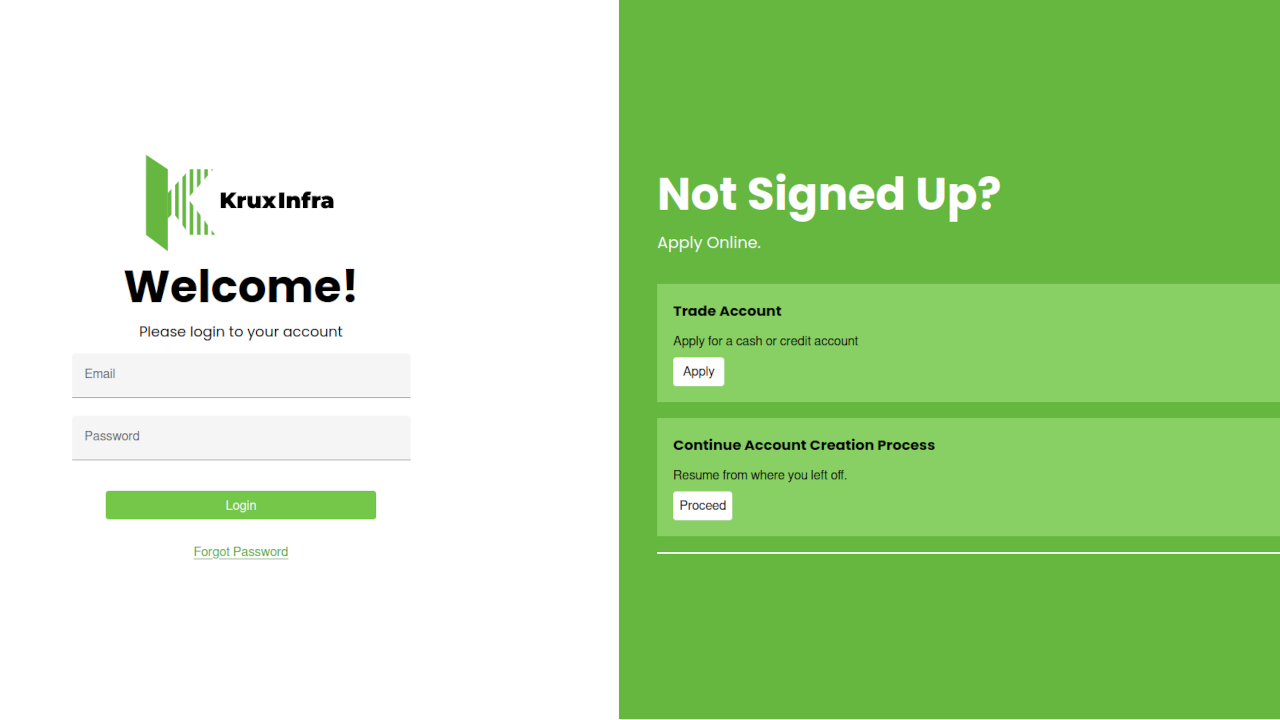 KruxInfra
Welcome!
Please login to your account
Email
Password
Login
Forgot Password
Not Signed Up?
Apply Online.
Trade Account
Apply for a cash or credit account
Apply
Continue Account Creation Process
Resume from where you left off.
Proceed